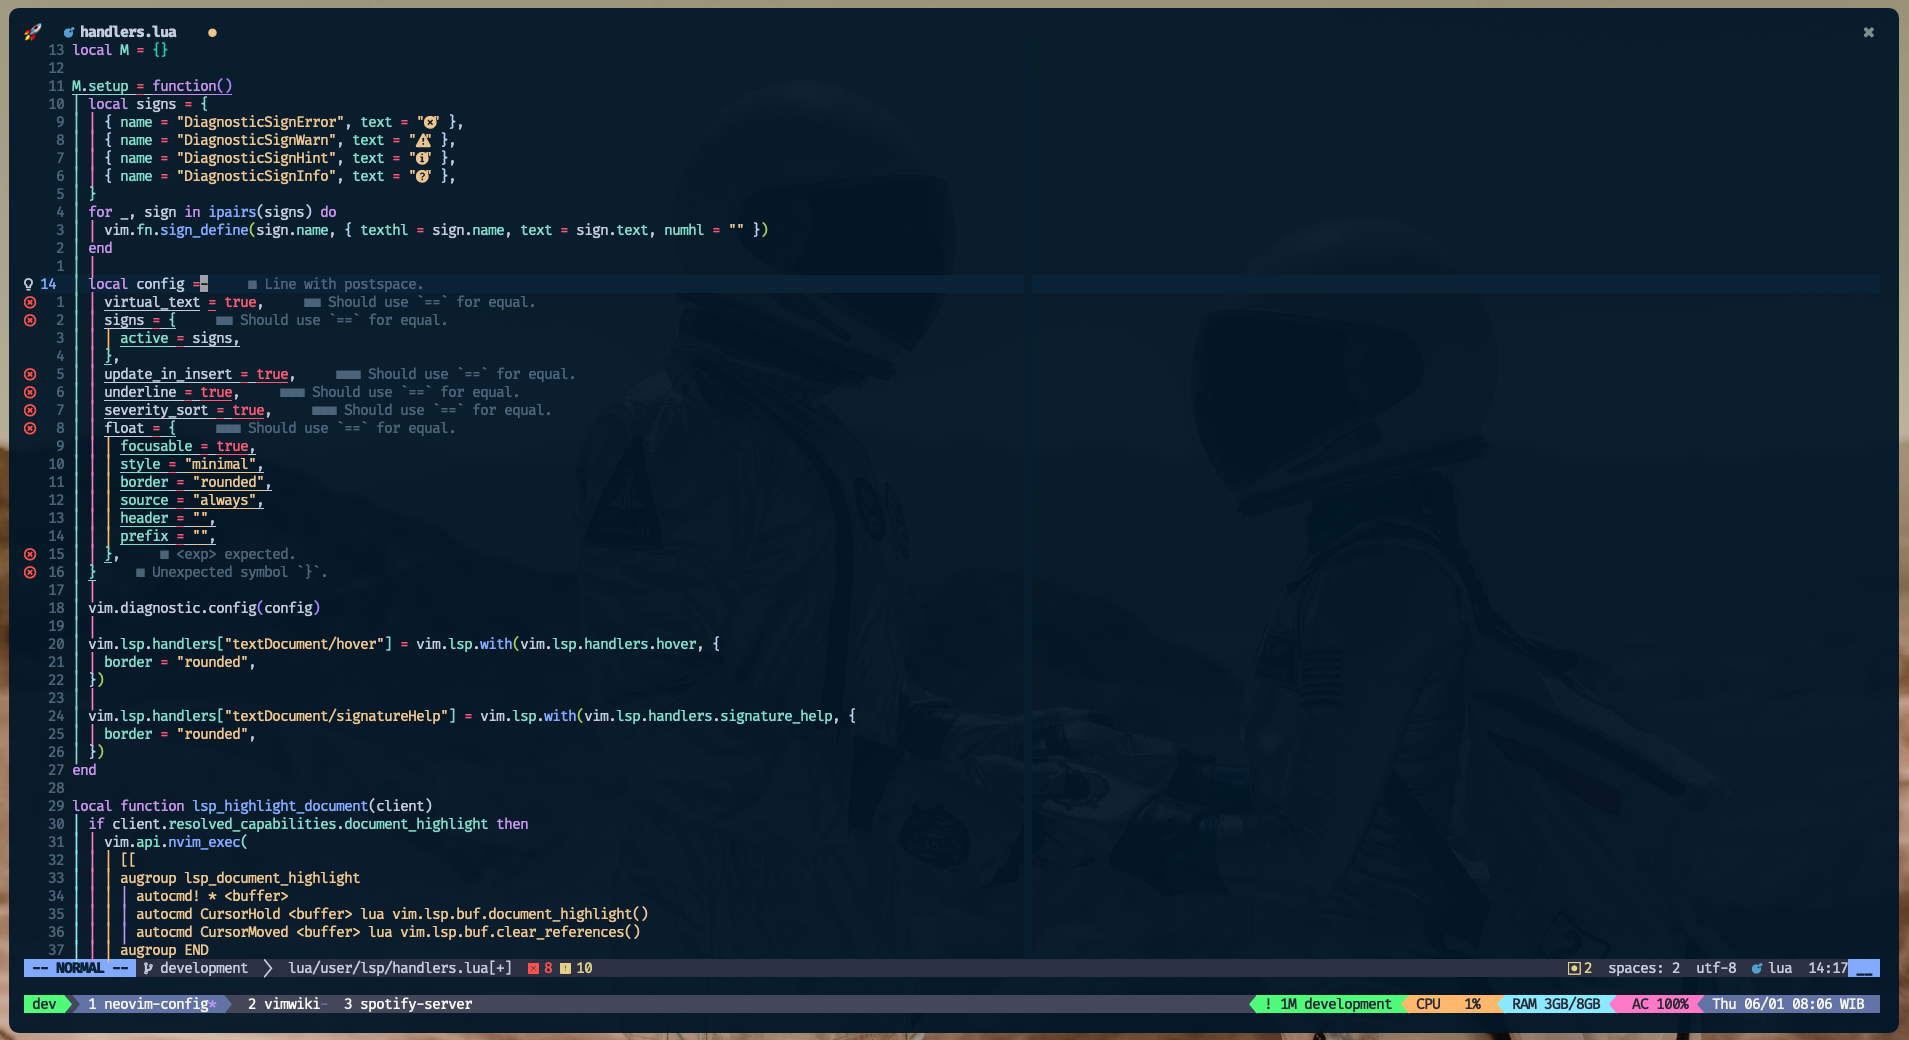 handlers.lua
13 local M = {}
12
11 M.setup = function()
10 local signs = {
9 { name = "DiagnosticSignError", text = "" },
8 { name = "DiagnosticSignWarn", text = "" },
7 { name = "DiagnosticSignHint", text = "" },
6 { name = "DiagnosticSignInfo", text = "" },
5 }
4 for _, sign in ipairs(signs) do
3 vim.fn.sign_define(sign.name, { texthl = sign.name, text = sign.text, numhl = "" })
2 end
1
14 local config =- ■ Line with postspace.
1 virtual_text = true, ■■ Should use `==` for equal.
2 signs = { ■■ Should use `==` for equal.
3 active = signs,
4 },
5 update_in_insert = true, ■■■ Should use `==` for equal.
6 underline = true, ■■■ Should use `==` for equal.
7 severity_sort = true, ■■■ Should use `==` for equal.
8 float = { ■■■ Should use `==` for equal.
9 focusable = true,
10 style = "minimal",
11 border = "rounded",
12 source = "always",
13 header = "",
14 prefix = "",
15 }, ■ <exp> expected.
16 } ■ Unexpected symbol `}`.
17
18 vim.diagnostic.config(config)
19
20 vim.lsp.handlers["textDocument/hover"] = vim.lsp.with(vim.lsp.handlers.hover, {
21 border = "rounded",
22 })
23
24 vim.lsp.handlers["textDocument/signatureHelp"] = vim.lsp.with(vim.lsp.handlers.signature_help, {
25 border = "rounded",
26 })
27 end
28
29 local function lsp_highlight_document(client)
30 if client.resolved_capabilities.document_highlight then
31 vim.api.nvim_exec(
32 [[
33 augroup lsp_document_highlight
34 autocmd! * <buffer>
35 autocmd CursorHold <buffer> lua vim.lsp.buf.document_highlight()
36 autocmd CursorMoved <buffer> lua vim.lsp.buf.clear_references()
37 augroup END
-- NORMAL -- development lua/user/lsp/handlers.lua[+] 8 10 2 spaces: 2 utf-8 lua 14:17 __
dev 1 neovim-config* 2 vimwiki- 3 spotify-server ! 1M development CPU 1% RAM 3GB/8GB AC 100% Thu 06/01 08:06 WIB